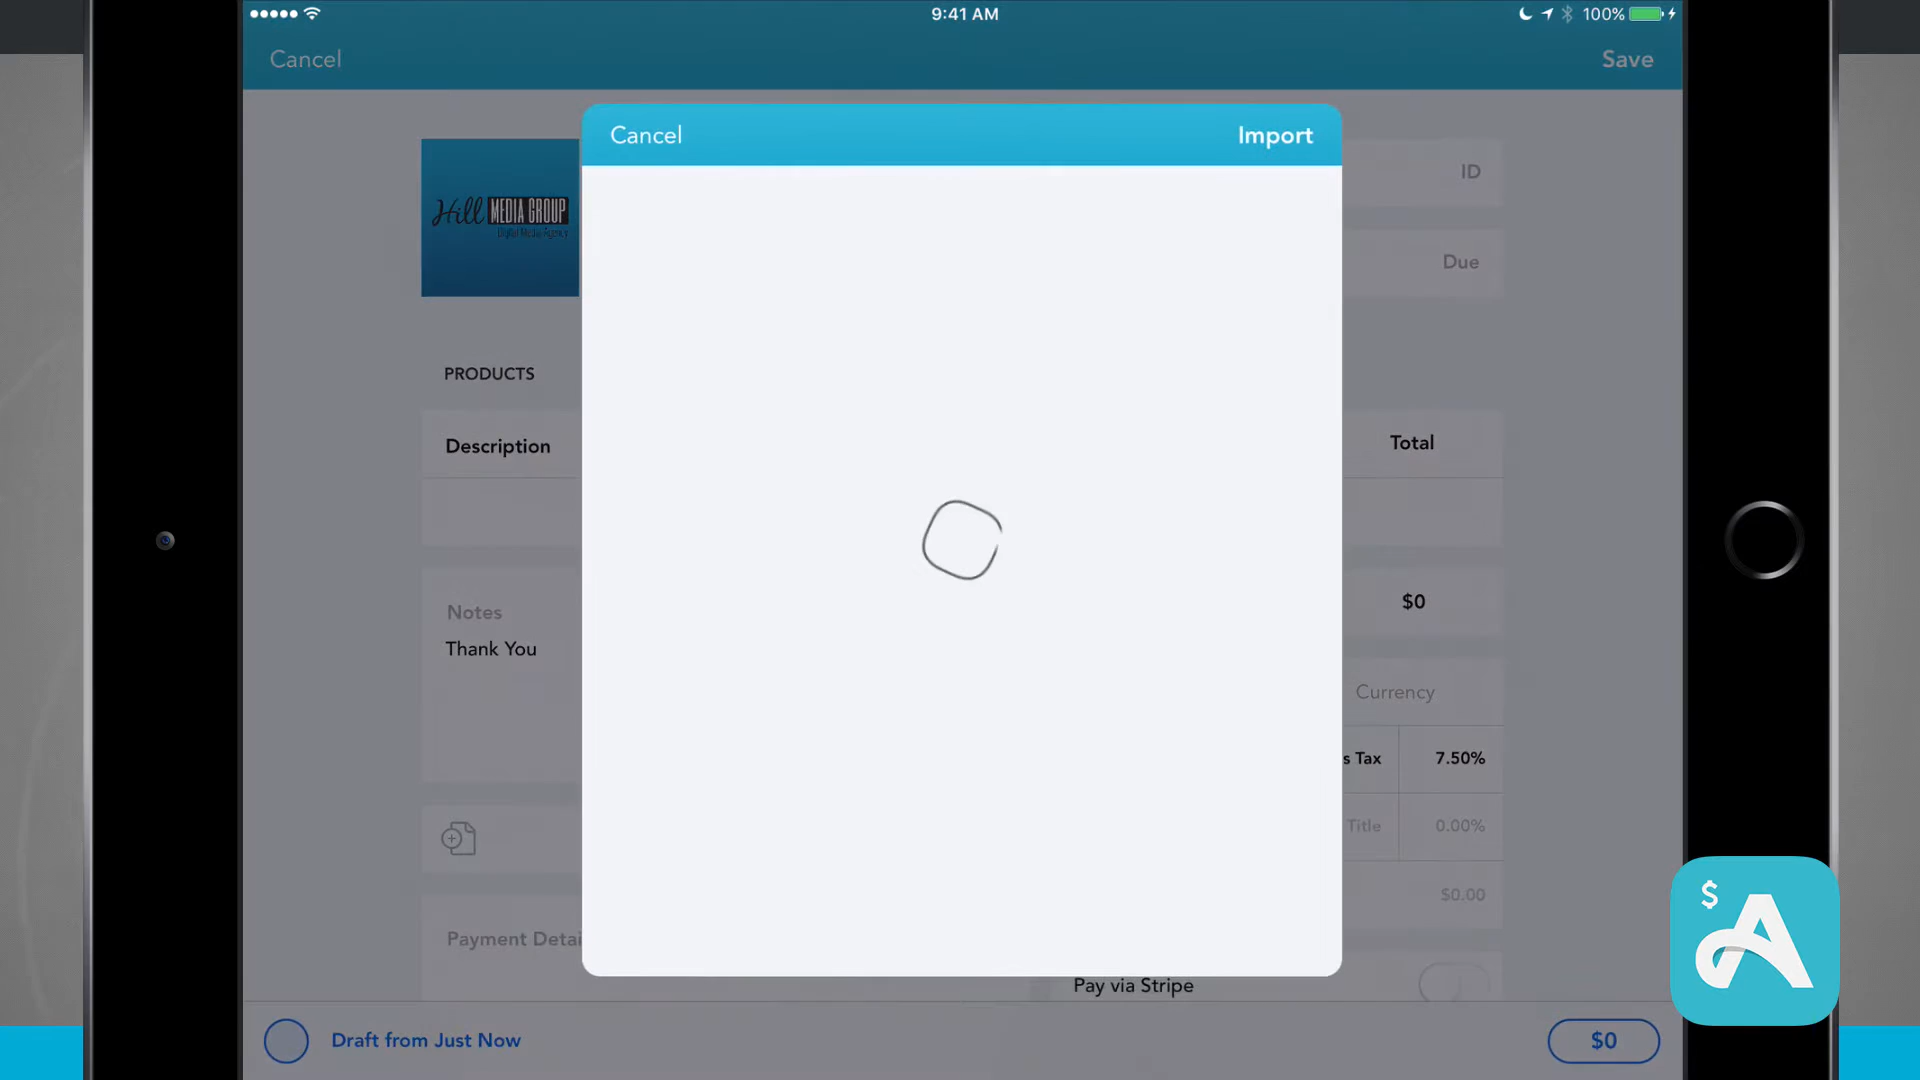 9:41 AM
100%
Cancel
Save
Cancel
Import
ID
Hill MEDIA GROUP
Digital Media Agency
Due
PRODUCTS
Description
Total
$0
Notes
Thank You
Currency
s Tax
7.50%
Title
0.00%
$0.00
Payment Detai
Pay via Stripe
Draft from Just Now
$0
$ A